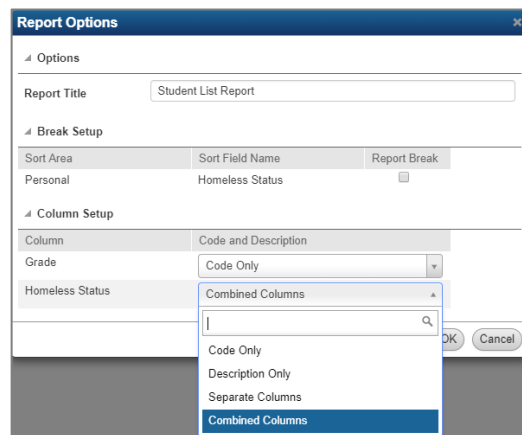 Report Options
Options
Report Title Student List Report
Break Setup
Sort Area Sort Field Name Report Break
Personal Homeless Status
Column Setup
Column Code and Description
Grade Code Only
Homeless Status Combined Columns
Code Only
Description Only
Separate Columns
Combined Columns
Cancel